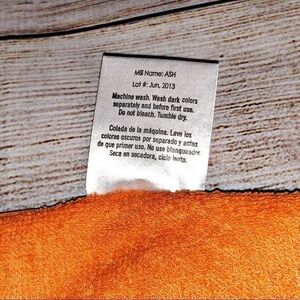 Mill Name: ASH
Lot #: Jun, 2013
Machine wash. Wash dark colors
separately and before first use.
Do not bleach. Tumble dry.
Colada de la máquina. Lave los
colores oscuros por separado y antes
de que primer uso. No use blanqueador.
Seca en secadora, ciclo lento.